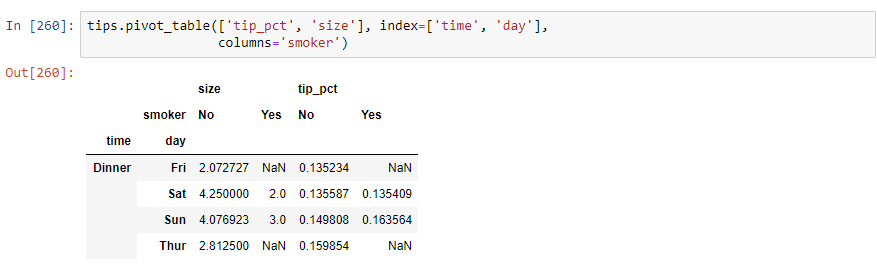 In [260]: tips.pivot_table(['tip_pct', 'size'], index=['time', 'day'],
columns='smoker')
Out[260]:
size tip_pct
smoker No Yes No Yes
time day
Dinner Fri 2.072727 NaN 0.135234 NaN
Sat 4.250000 2.0 0.135587 0.135409
Sun 4.076923 3.0 0.149808 0.163564
Thur 2.812500 NaN 0.159854 NaN